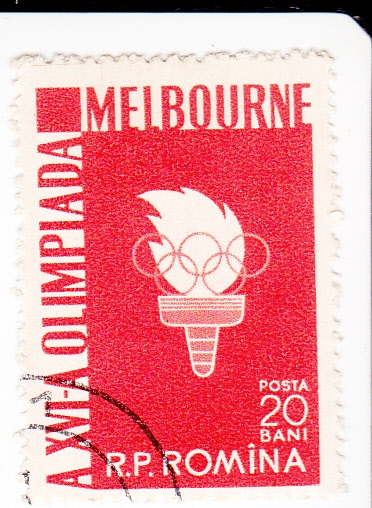 MELBOURNE
A XVI-A OLIMPIADA
POSTA
20
BANI
R.P. ROMÎNA